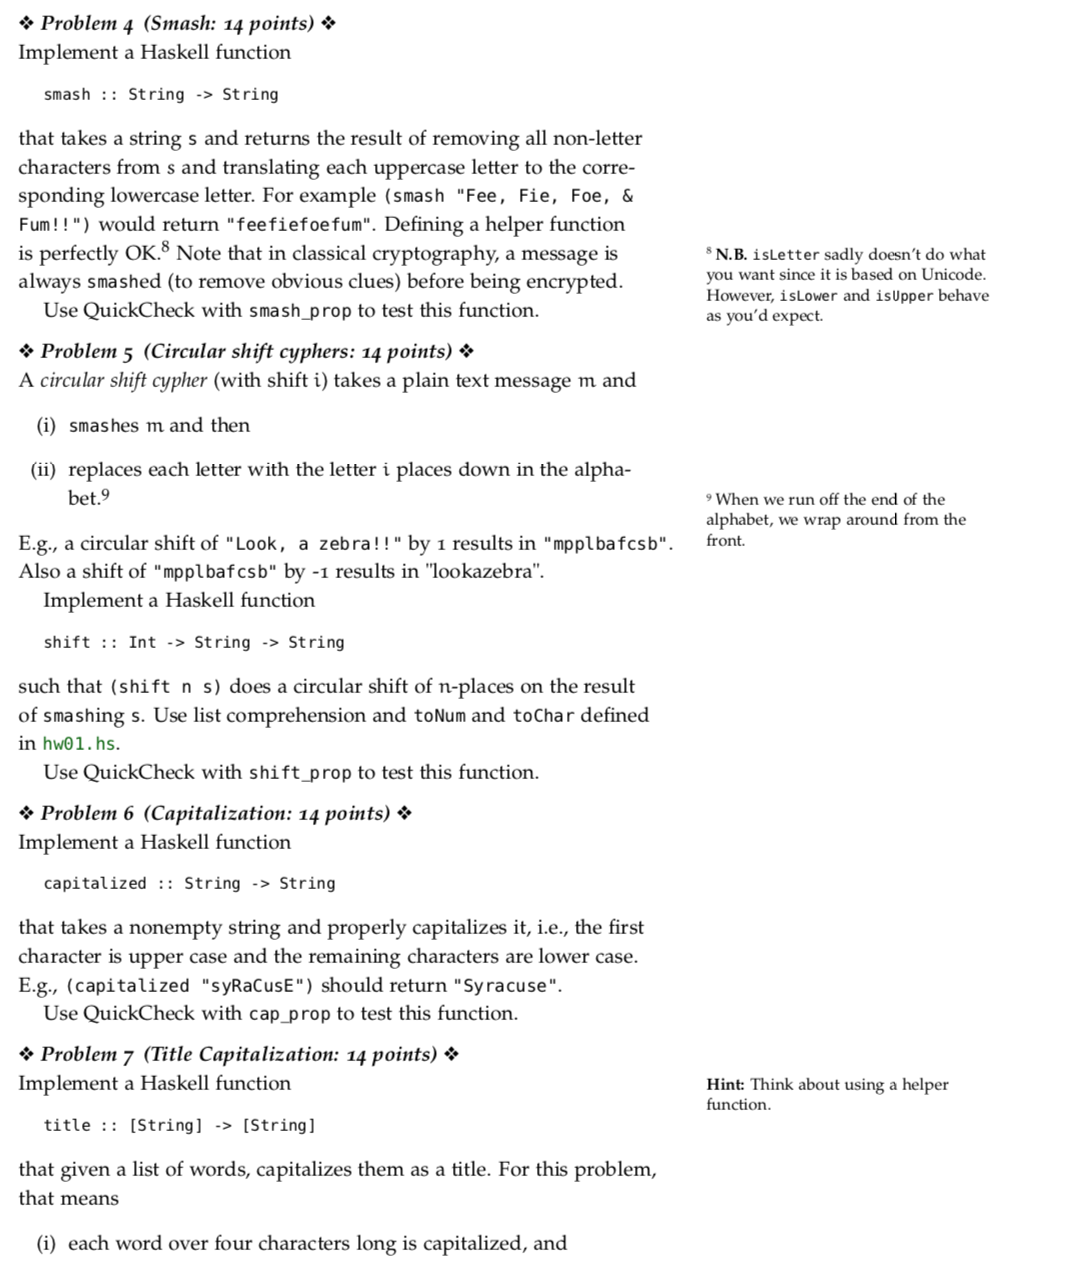 ❖ Problem 4 (Smash: 14 points) ❖
Implement a Haskell function
smash :: String -> String
that takes a string s and returns the result of removing all non-letter
characters from s and translating each uppercase letter to the corre-
sponding lowercase letter. For example (smash "Fee, Fie, Foe, &
Fum!!") would return "feefiefoefum". Defining a helper function
is perfectly OK.⁸ Note that in classical cryptography, a message is
always smashed (to remove obvious clues) before being encrypted.
Use QuickCheck with smash_prop to test this function.
⁸ N.B. isLetter sadly doesn't do what
you want since it is based on Unicode.
However, isLower and isUpper behave
as you'd expect.
❖ Problem 5 (Circular shift cyphers: 14 points) ❖
A circular shift cypher (with shift i) takes a plain text message m and
(i) smashes m and then
(ii) replaces each letter with the letter i places down in the alpha-
bet.⁹
⁹ When we run off the end of the
alphabet, we wrap around from the
front.
E.g., a circular shift of "Look, a zebra!!" by 1 results in "mpplbafcsb".
Also a shift of "mpplbafcsb" by -1 results in "lookazebra".
Implement a Haskell function
shift :: Int -> String -> String
such that (shift n s) does a circular shift of n-places on the result
of smashing s. Use list comprehension and toNum and toChar defined
in hw01.hs.
Use QuickCheck with shift_prop to test this function.
❖ Problem 6 (Capitalization: 14 points) ❖
Implement a Haskell function
capitalized :: String -> String
that takes a nonempty string and properly capitalizes it, i.e., the first
character is upper case and the remaining characters are lower case.
E.g., (capitalized "syRaCusE") should return "Syracuse".
Use QuickCheck with cap_prop to test this function.
❖ Problem 7 (Title Capitalization: 14 points) ❖
Implement a Haskell function
Hint: Think about using a helper
function.
title :: [String] -> [String]
that given a list of words, capitalizes them as a title. For this problem,
that means
(i) each word over four characters long is capitalized, and